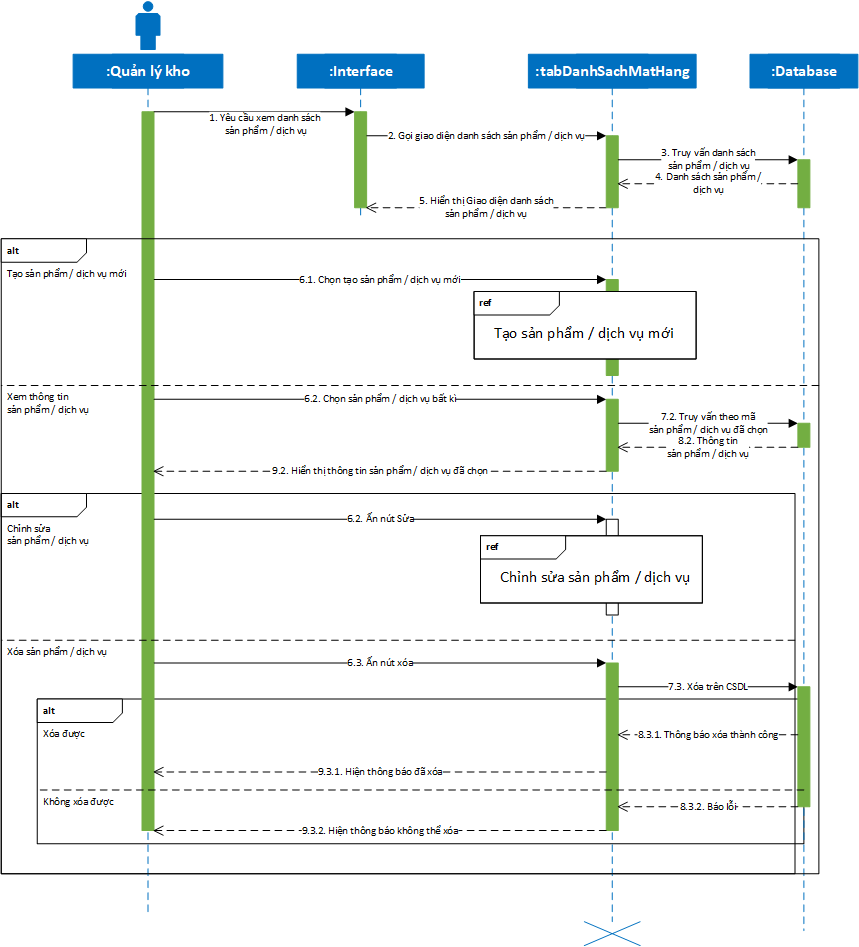 :Quản lý kho
:Interface
:tabDanhSachMatHang
:Database
1. Yêu cầu xem danh sách
sản phẩm / dịch vụ
2. Gọi giao diện danh sách sản phẩm / dịch vụ
3. Truy vấn danh sách
sản phẩm / dịch vụ
4. Danh sách sản phẩm /
dịch vụ
5. Hiển thị Giao diện danh sách
sản phẩm / dịch vụ
alt
Tạo sản phẩm / dịch vụ mới
6.1. Chọn tạo sản phẩm / dịch vụ mới
ref
Tạo sản phẩm / dịch vụ mới
Xem thông tin
sản phẩm / dịch vụ
6.2. Chọn sản phẩm / dịch vụ bất kì
7.2. Truy vấn theo mã
sản phẩm / dịch vụ đã chọn
8.2. Thông tin
sản phẩm / dịch vụ
9.2. Hiển thị thông tin sản phẩm / dịch vụ đã chọn
alt
Chỉnh sửa
sản phẩm / dịch vụ
6.2. Ấn nút Sửa
ref
Chỉnh sửa sản phẩm / dịch vụ
Xóa sản phẩm / dịch vụ
6.3. Ấn nút xóa
7.3. Xóa trên CSDL
alt
Xóa được
8.3.1. Thông báo xóa thành công
9.3.1. Hiện thông báo đã xóa
Không xóa được
8.3.2. Báo lỗi
9.3.2. Hiện thông báo không thể xóa